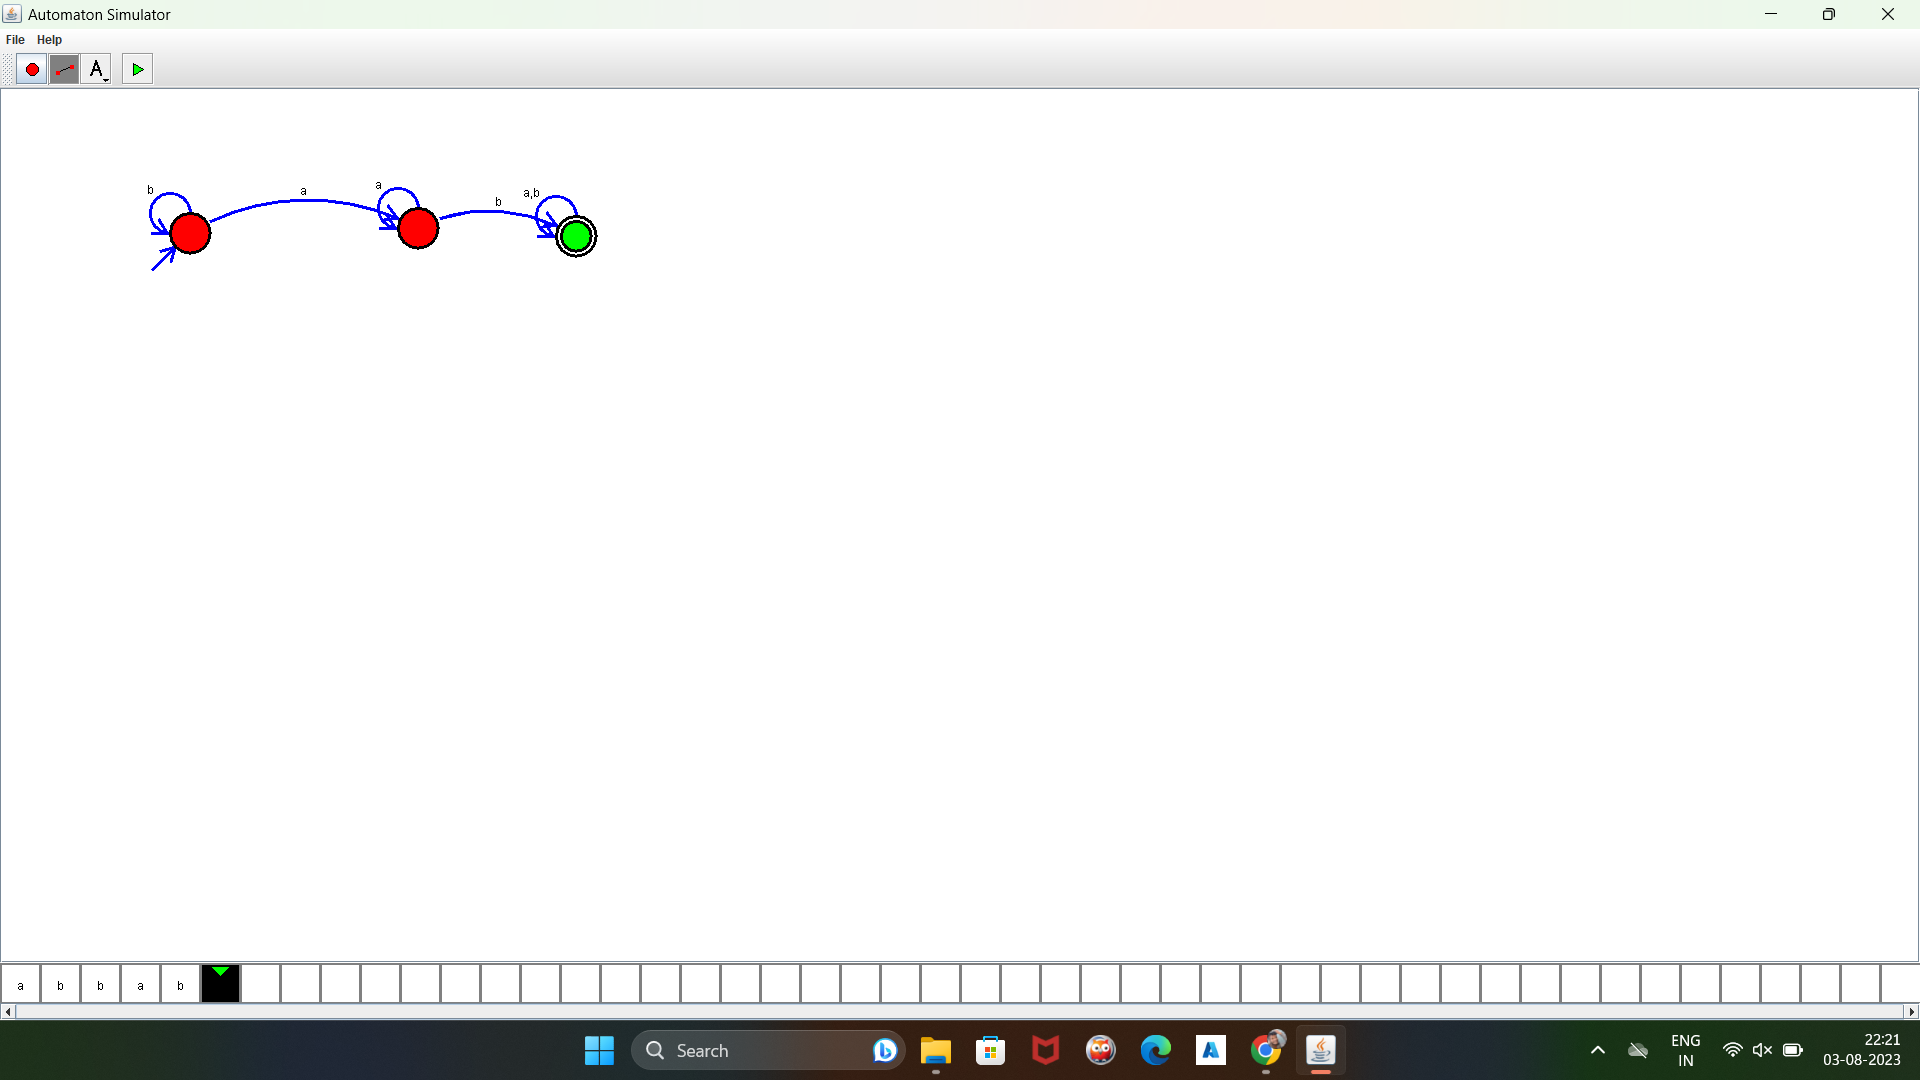 Automaton Simulator
File Help
A
b a a b a,b
a b b a b
Search
ENG
IN
22:21
03-08-2023